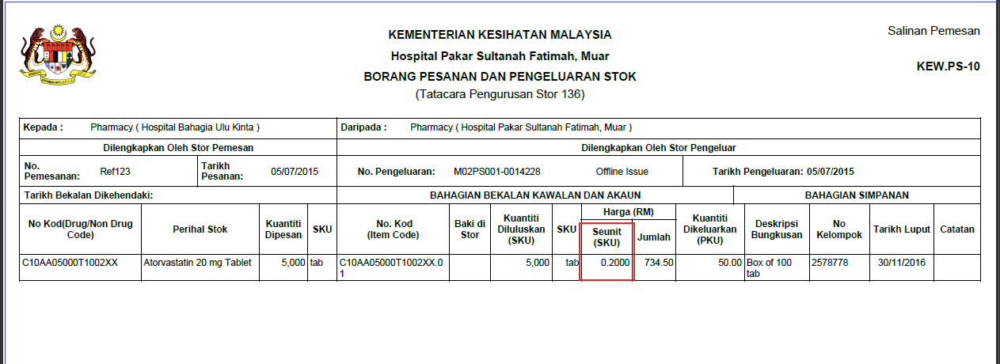 Salinan Pemesan
KEMENTERIAN KESIHATAN MALAYSIA
Hospital Pakar Sultanah Fatimah, Muar
KEW.PS-10
BORANG PESANAN DAN PENGELUARAN STOK
(Tatacara Pengurusan Stor 136)
Kepada : Pharmacy ( Hospital Bahagia Ulu Kinta ) Daripada : Pharmacy ( Hospital Pakar Sultanah Fatimah, Muar )
Dilengkapkan Oleh Stor Pemesan Dilengkapkan Oleh Stor Pengeluar
No. Pemesanan: Ref123 Tarikh Pesanan: 05/07/2015 No. Pengeluaran: M02PS001-0014228 Offline Issue Tarikh Pengeluaran: 05/07/2015
Tarikh Bekalan Dikehendaki: BAHAGIAN BEKALAN KAWALAN DAN AKAUN BAHAGIAN SIMPANAN
No Kod(Drug/Non Drug Code) Perihal Stok Kuantiti Dipesan SKU No. Kod (Item Code) Baki di Stor Kuantiti Diluluskan (SKU) SKU Harga (RM) Seunit (SKU) Jumlah Kuantiti Dikeluarkan (PKU) Deskripsi Bungkusan No Kelompok Tarikh Luput Catatan
C10AA05000T1002XX Atorvastatin 20 mg Tablet 5,000 tab C10AA05000T1002XX.0 5,000 tab 0.2000 734.50 50.00 Box of 100 2578778 30/11/2016
1 tab